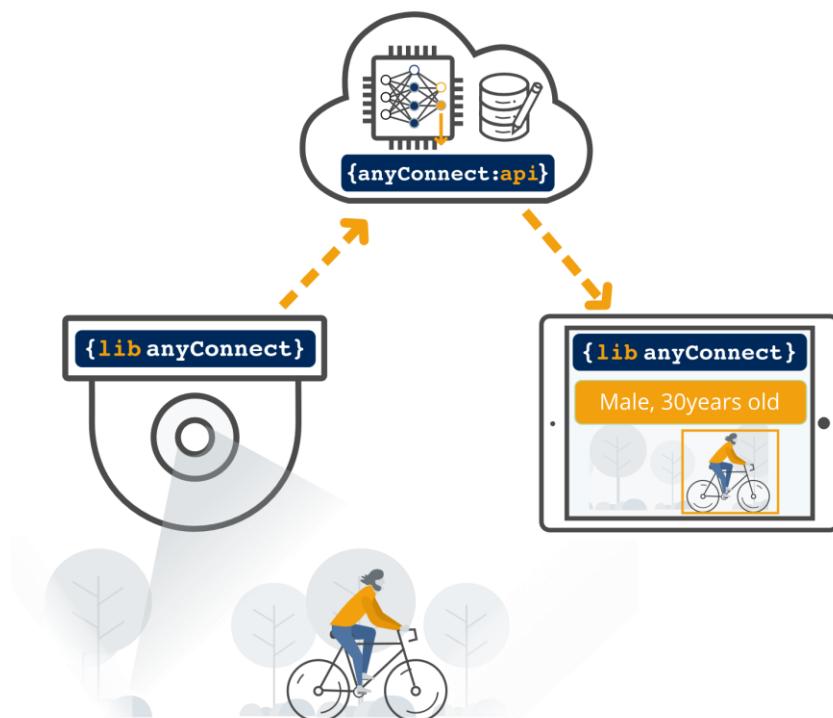 {anyConnect:api}
{lib anyConnect}
{lib anyConnect}
Male, 30years old